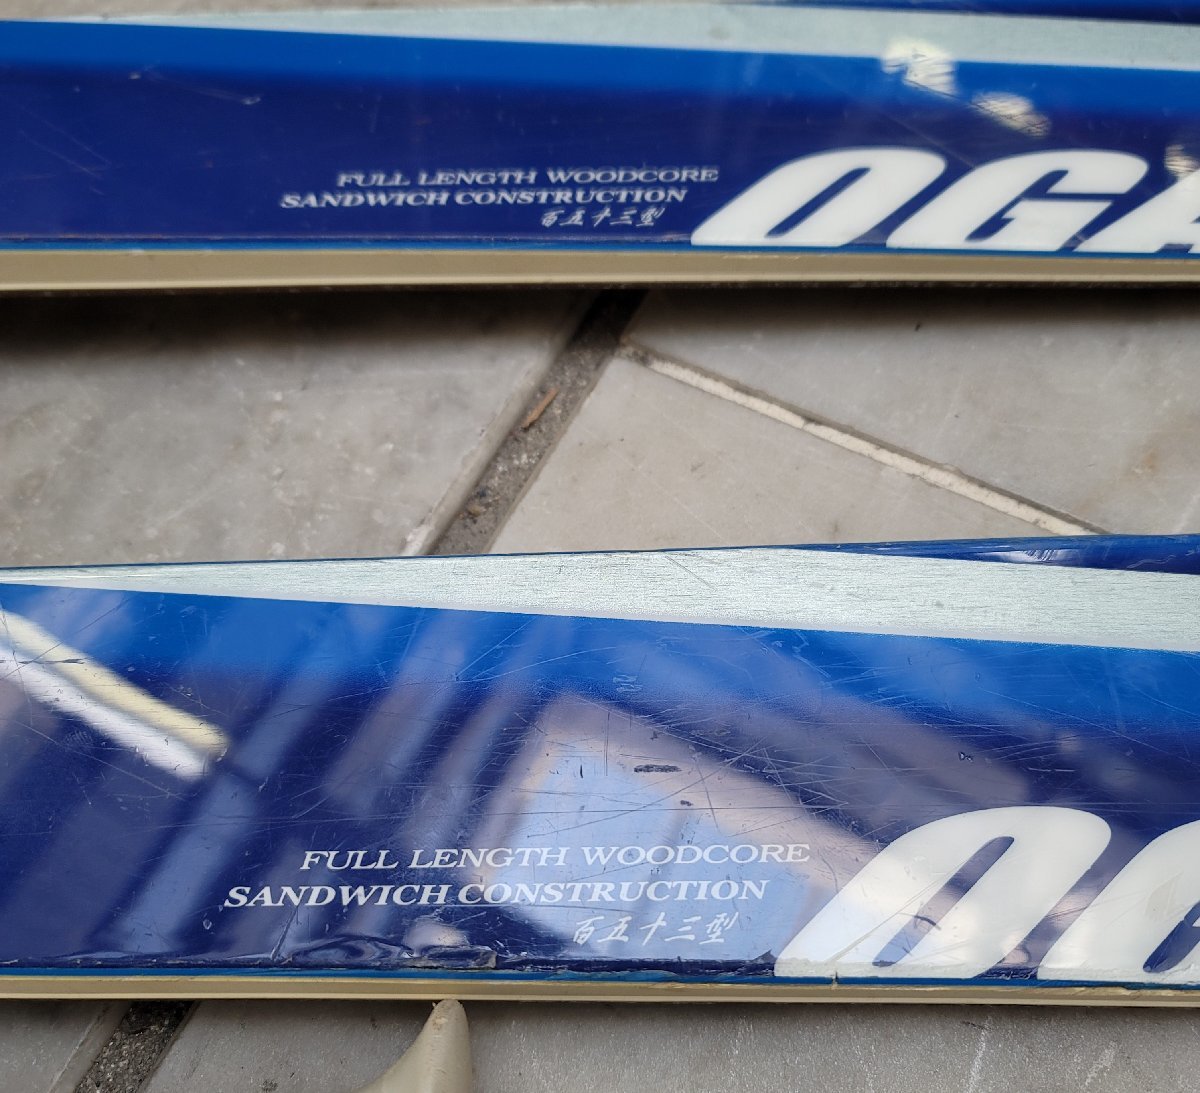 FULL LENGTH WOODCORE
SANDWICH CONSTRUCTION
百五十三型
OGA
FULL LENGTH WOODCORE
SANDWICH CONSTRUCTION
百五十三型
OG